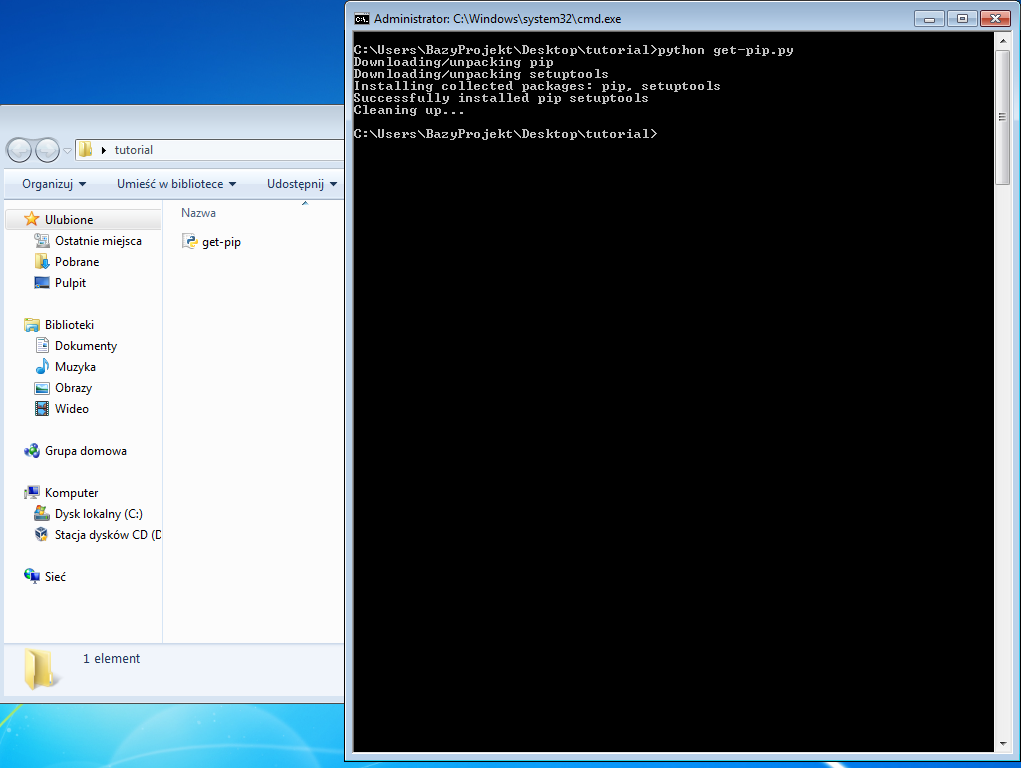 Administrator: C:\Windows\system32\cmd.exe
C:\Users\BazyProjekt\Desktop\tutorial>python get-pip.py
Downloading/unpacking pip
Downloading/unpacking setuptools
Installing collected packages: pip, setuptools
Successfully installed pip setuptools
Cleaning up...
C:\Users\BazyProjekt\Desktop\tutorial>
tutorial
Organizuj Umieść w bibliotece Udostępnij
Nazwa
get-pip
Ulubione
Ostatnie miejsca
Pobrane
Pulpit
Biblioteki
Dokumenty
Muzyka
Obrazy
Wideo
Grupa domowa
Komputer
Dysk lokalny (C:)
Stacja dysków CD (D
Sieć
1 element